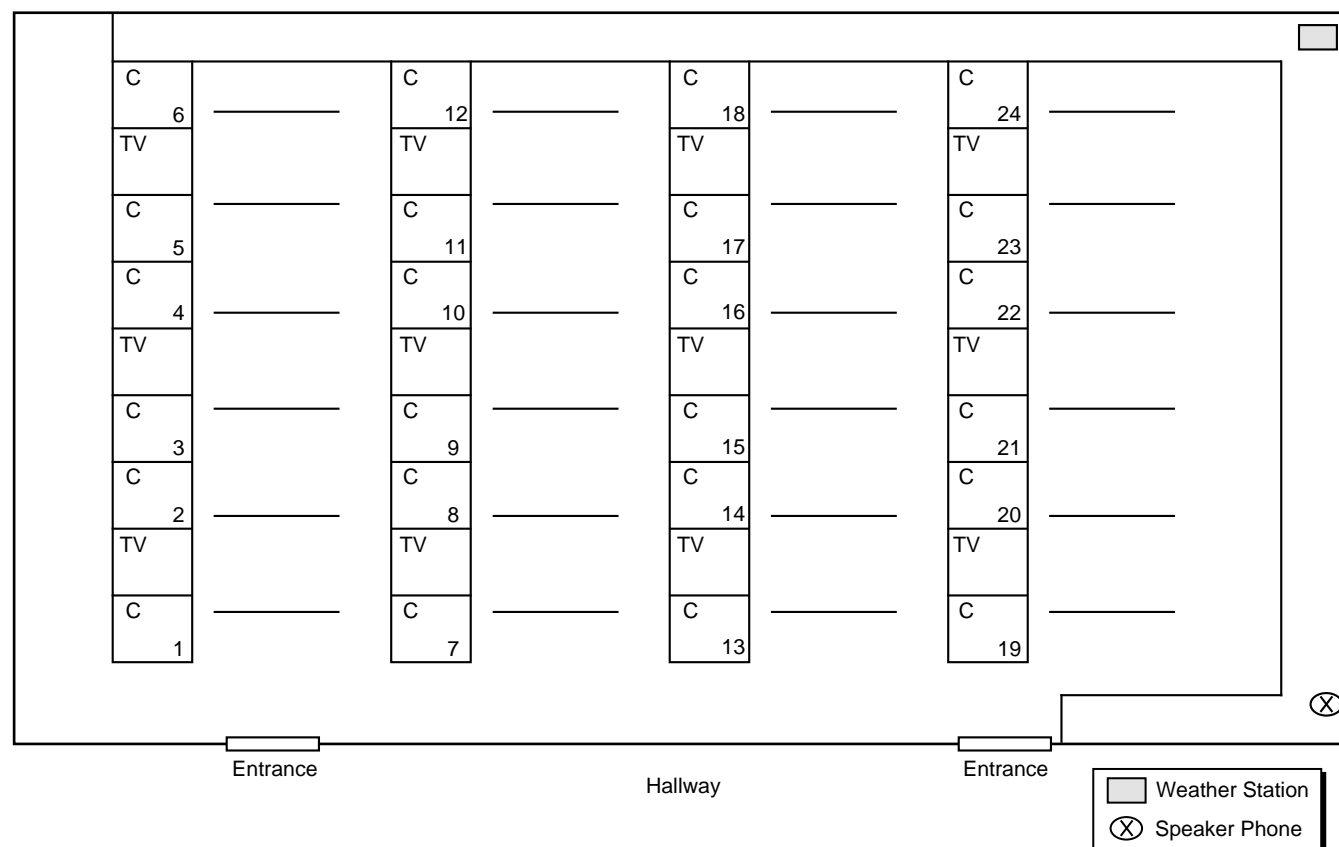 C C C C
6 12 18 24
TV TV TV TV
C C C C
5 11 17 23
C C C C
4 10 16 22
TV TV TV TV
C C C C
3 9 15 21
C C C C
2 8 14 20
TV TV TV TV
C C C C
1 7 13 19
X
Entrance Entrance
Hallway
Weather Station
X Speaker Phone